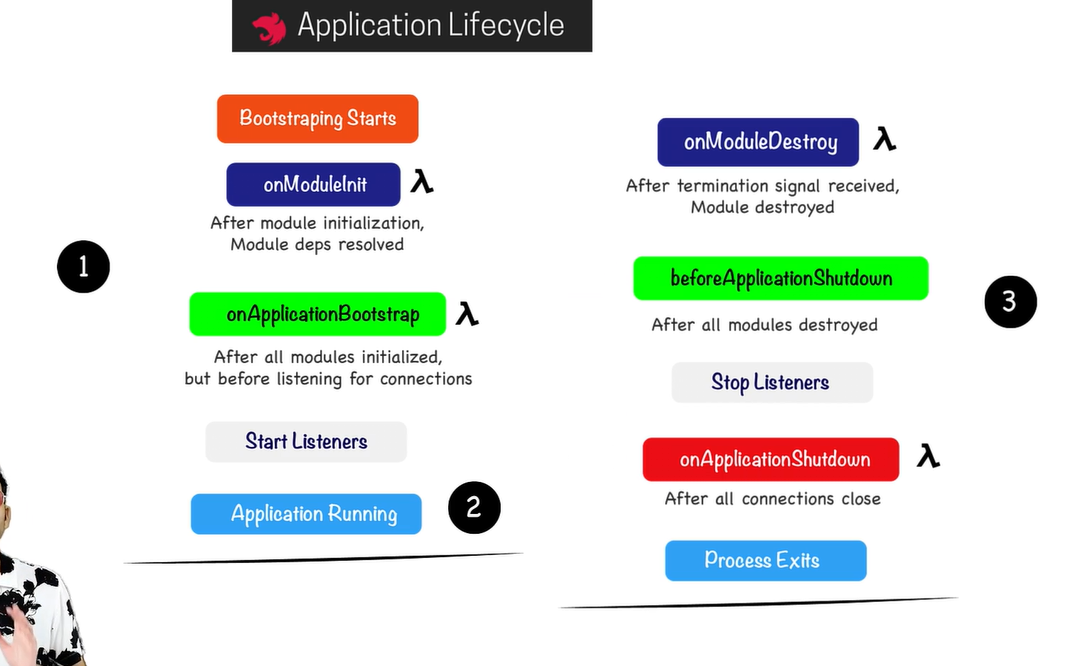 Application Lifecycle
Bootstraping Starts
onModuleInit λ
After module initialization,
Module deps resolved
1
onApplicationBootstrap λ
After all modules initialized,
but before listening for connections
Start Listeners
Application Running
2
onModuleDestroy λ
After termination signal received,
Module destroyed
beforeApplicationShutdown
3
After all modules destroyed
Stop Listeners
onApplicationShutdown λ
After all connections close
Process Exits